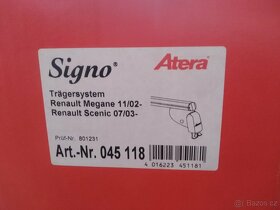 Signo®
Atera®
Trägersystem
Renault Megane 11/02-
Renault Scenic 07/03-
Prüf-Nr. 801231
Art.-Nr. 045 118
4 016223 451181
© Bazoš.cz